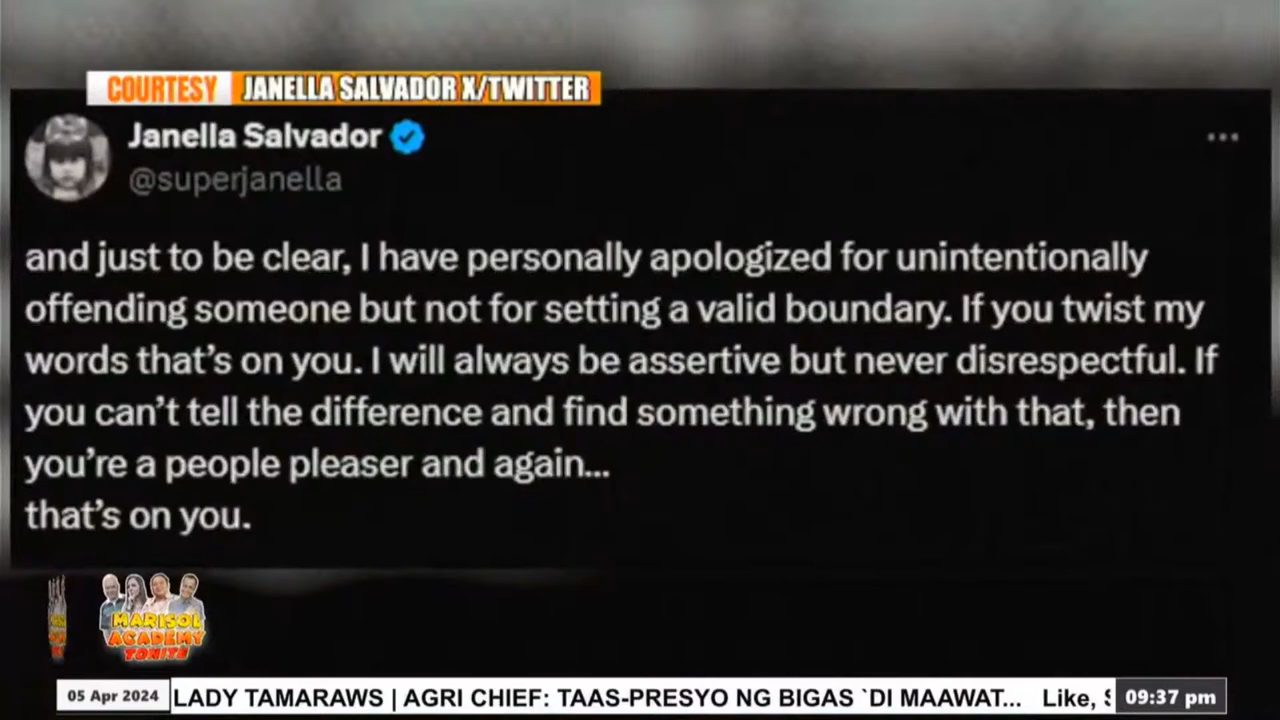 COURTESY JANELLA SALVADOR X/TWITTER
Janella Salvador
@superjanella
and just to be clear, I have personally apologized for unintentionally
offending someone but not for setting a valid boundary. If you twist my
words that's on you. I will always be assertive but never disrespectful. If
you can't tell the difference and find something wrong with that, then
you're a people pleaser and again...
that's on you.
MARISOL
ACADEMY
TONITE
05 Apr 2024 LADY TAMARAWS | AGRI CHIEF: TAAS-PRESYO NG BIGAS `DI MAAWAT... Like, 09:37 pm